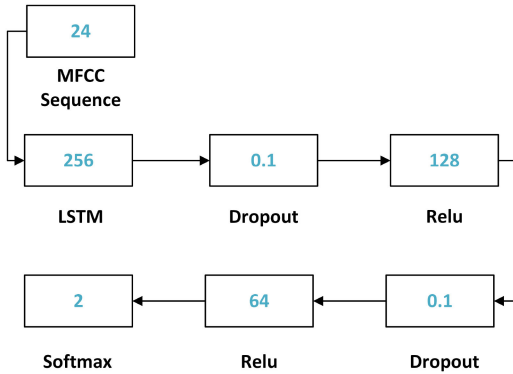 24
MFCC
Sequence
256
0.1
128
LSTM
Dropout
Relu
2
64
0.1
Softmax
Relu
Dropout